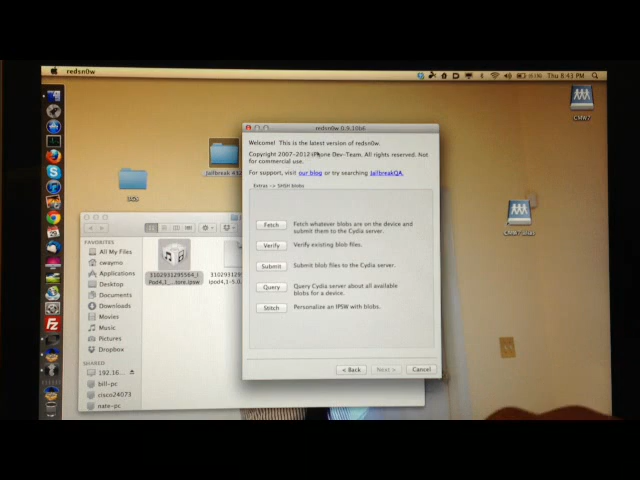 redsn0w
Thu 8:43 PM
redsn0w 0.9.10b6
Welcome! This is the latest version of redsn0w.
Copyright 2007-2012 iPhone Dev-Team. All rights reserved. Not
for commercial use.
For support, visit our blog or try searching JailbreakQA.
Extras -> SHSH blobs
Fetch
Fetch whatever blobs are on the device and
submit them to the Cydia server.
Verify
Verify existing blob files.
Submit
Submit blob files to the Cydia server.
Query
Query Cydia server about all available
blobs for a device.
Stitch
Personalize an IPSW with blobs.
< Back
Next >
Cancel
FAVORITES
All My Files
cwaymo
Applications
Desktop
Documents
Downloads
Movies
Music
Pictures
Dropbox
SHARED
192.16...
bill-pc
cisco24073
nate-pc